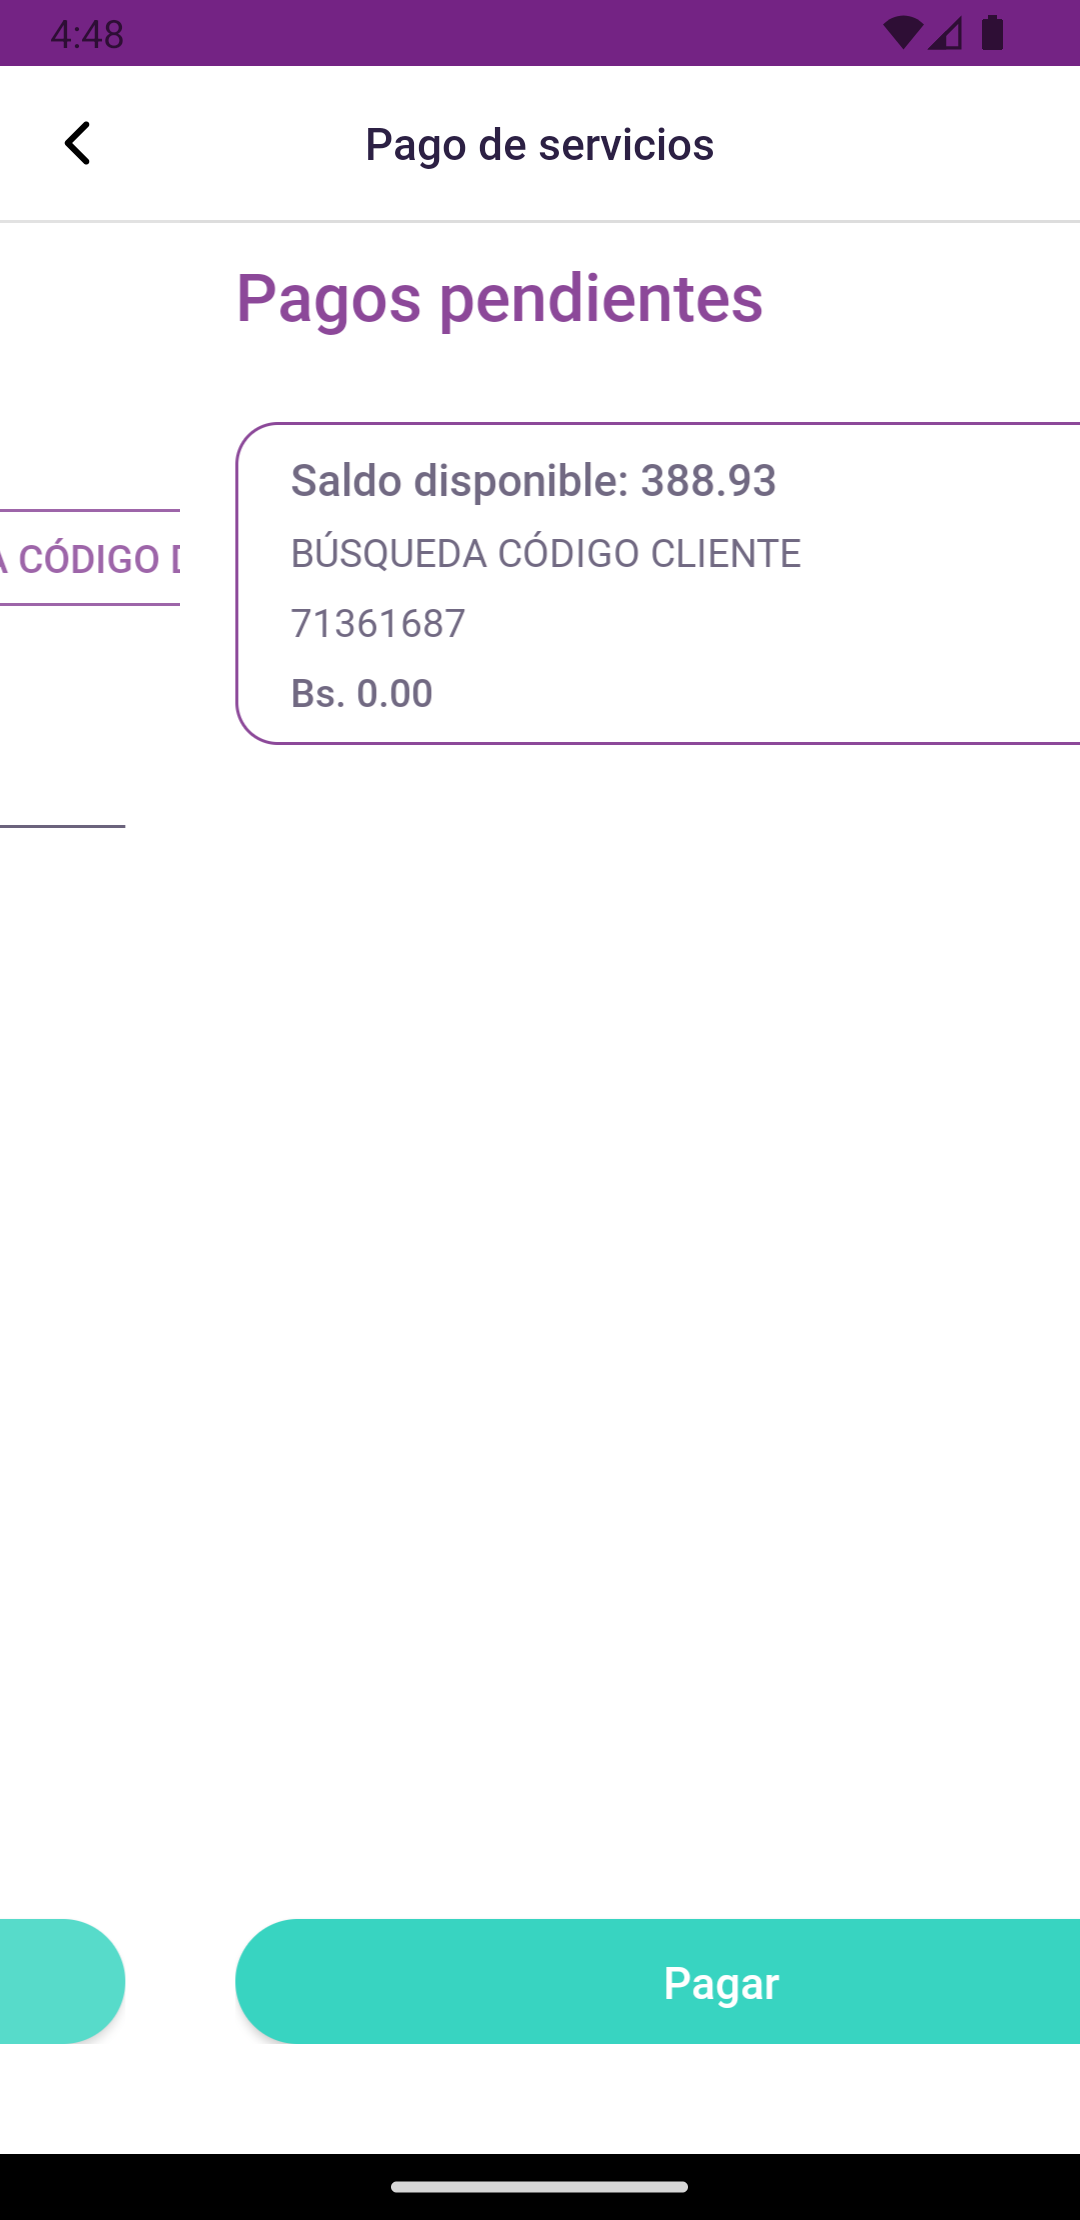 4:48
Pago de servicios
Pagos pendientes
Saldo disponible: 388.93
CÓDIGO
BÚSQUEDA CÓDIGO CLIENTE
71361687
Bs. 0.00
Pagar